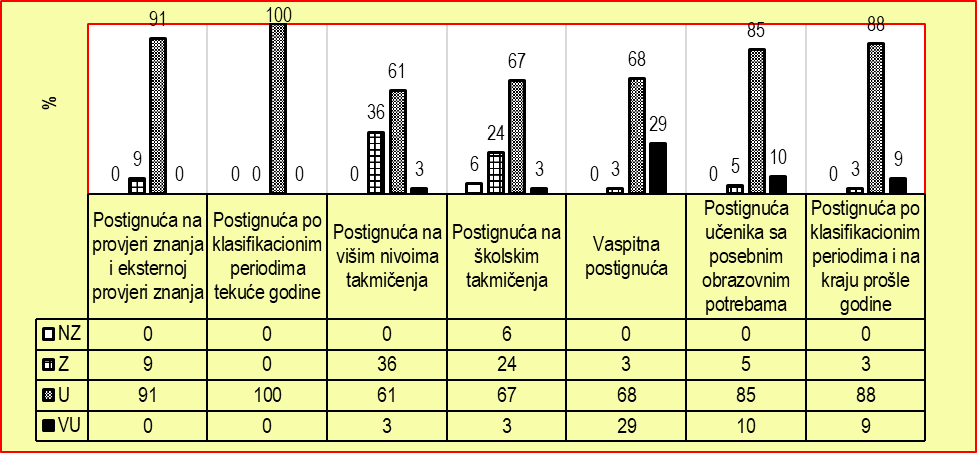 %
0 9 91 0
0 0 100 0
0 36 61 3
6 24 67 3
0 3 68 29
0 5 85 10
0 3 88 9
Postignuća na
provjeri znanja
i eksternoj
provjeri znanja
Postignuća po
klasifikacionim
periodima
tekuće godine
Postignuća na
višim nivoima
takmičenja
Postignuća na
školskim
takmičenja
Vaspitna
postignuća
Postignuća
učenika sa
posebnim
obrazovnim
potrebama
Postignuća po
klasifikacionim
periodima i na
kraju prošle
godine
NZ 0 0 0 6 0 0 0
Z 9 0 36 24 3 5 3
U 91 100 61 67 68 85 88
VU 0 0 3 3 29 10 9